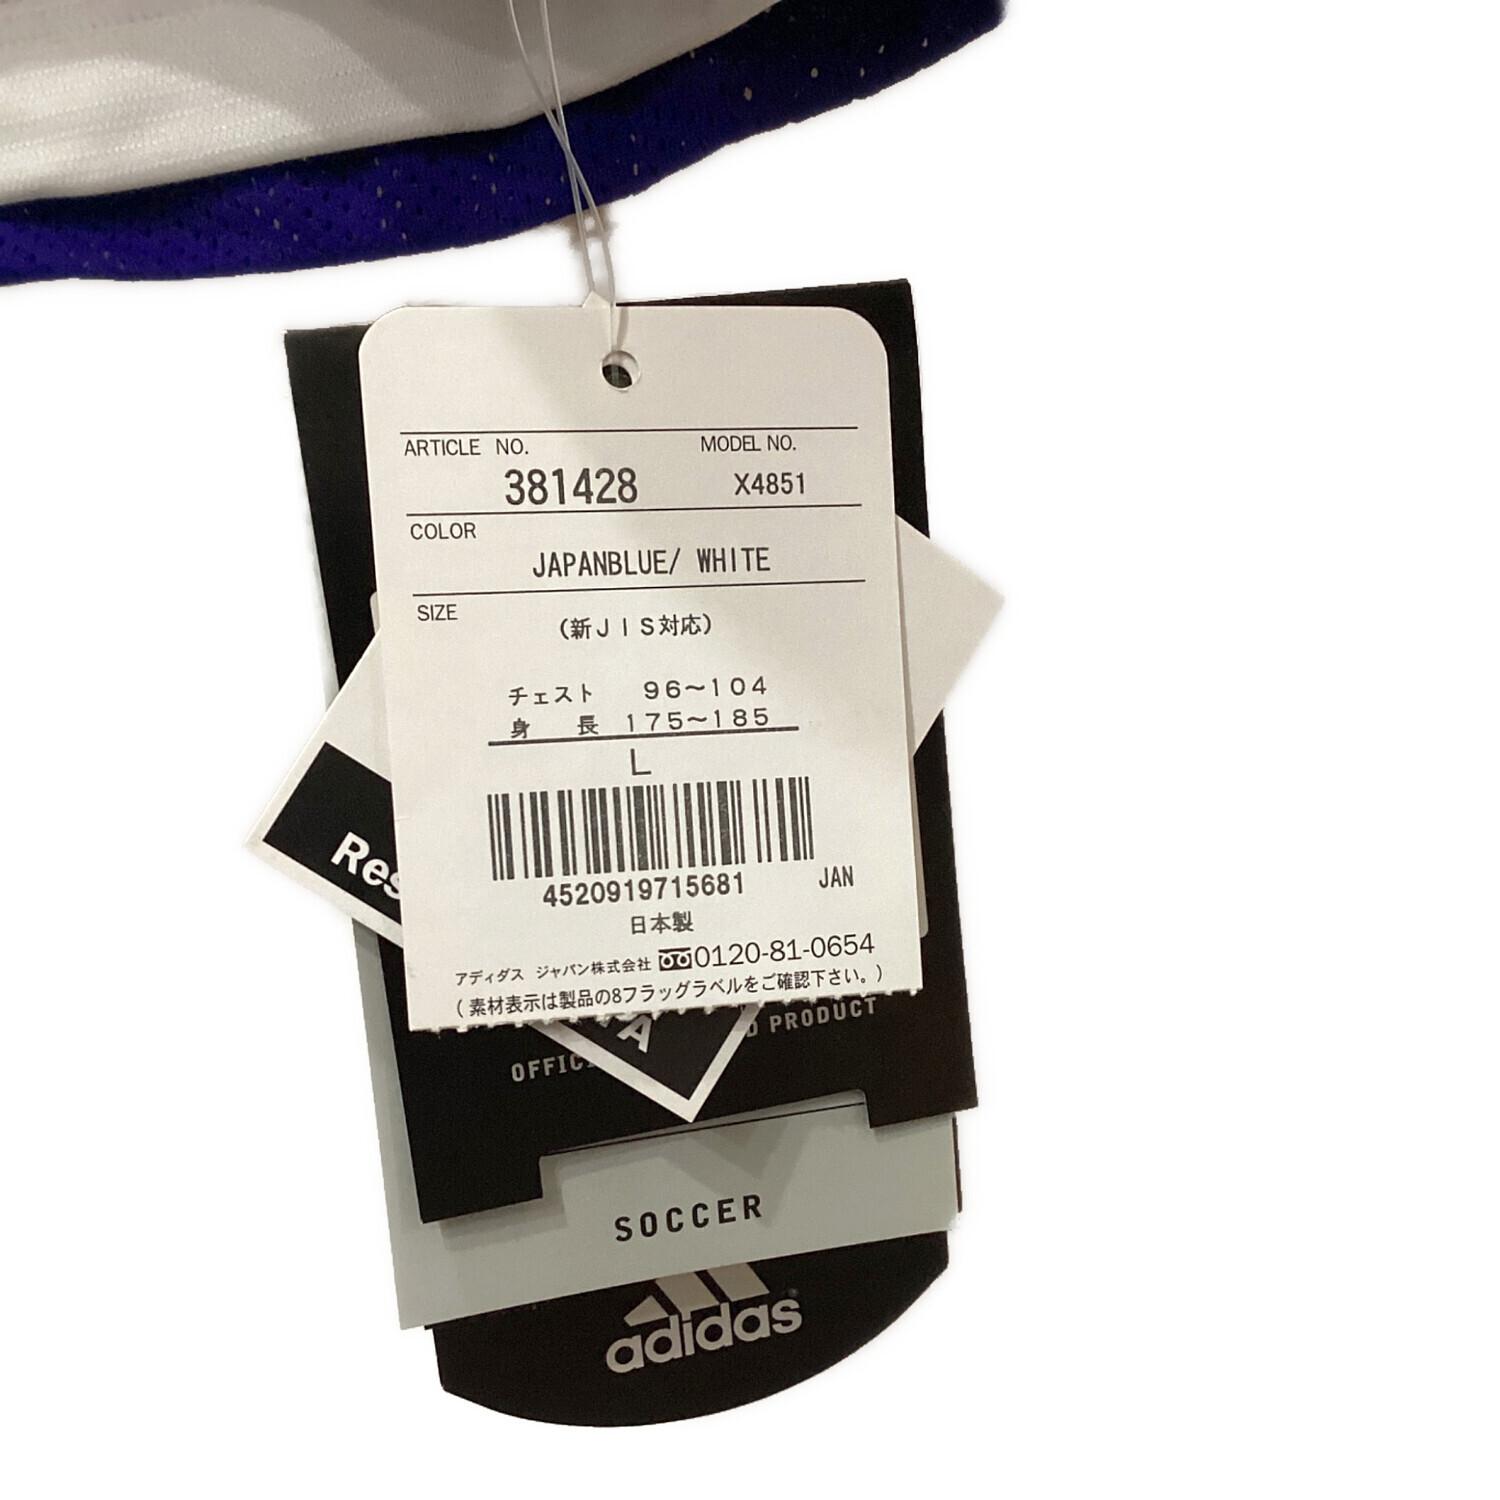 ARTICLE NO. MODEL NO.
381428 X4851
COLOR
JAPANBLUE/ WHITE
SIZE
（新ＪＩＳ対応）
チェスト ９６～１０４
身 長 １７５～１８５
L
4520919715681 JAN
日本製
アディダス ジャパン株式会社 0120-81-0654
(素材表示は製品の8フラッグラベルをご確認下さい。)
Res
PRODUCT
SOCCER
adidas